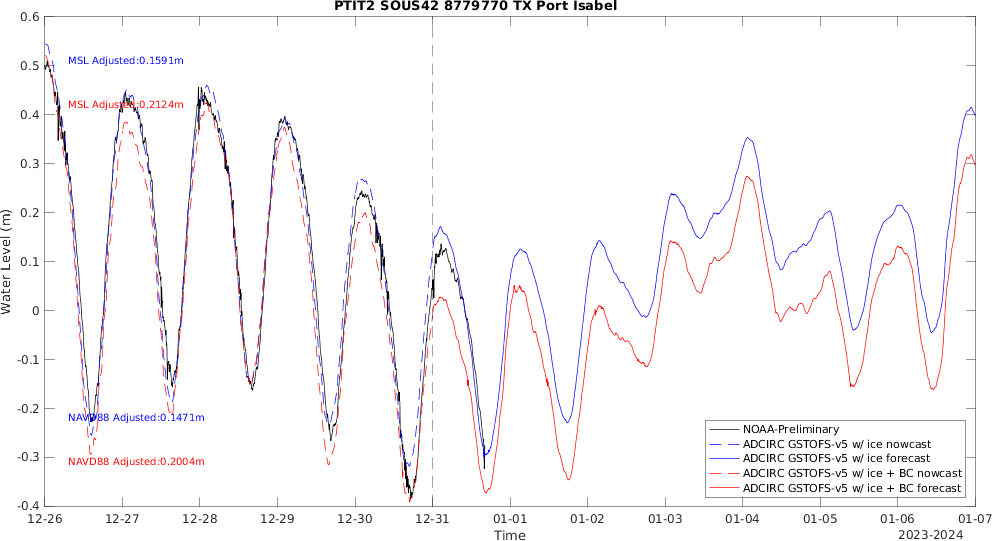 PTIT2 SOUS42 8779770 TX Port Isabel
0.6
0.5
0.4
0.3
0.2
0.1
0
-0.1
-0.2
-0.3
-0.4
Water Level (m)
MSL Adjusted:0.1591m
MSL Adjusted:0.2124m
NAVD88 Adjusted:0.1471m
NAVD88 Adjusted:0.2004m
NOAA-Preliminary
ADCIRC GSTOFS-v5 w/ ice nowcast
ADCIRC GSTOFS-v5 w/ ice forecast
ADCIRC GSTOFS-v5 w/ ice + BC nowcast
ADCIRC GSTOFS-v5 w/ ice + BC forecast
12-26 12-27 12-28 12-29 12-30 12-31 01-01 01-02 01-03 01-04 01-05 01-06 01-07
Time
2023-2024